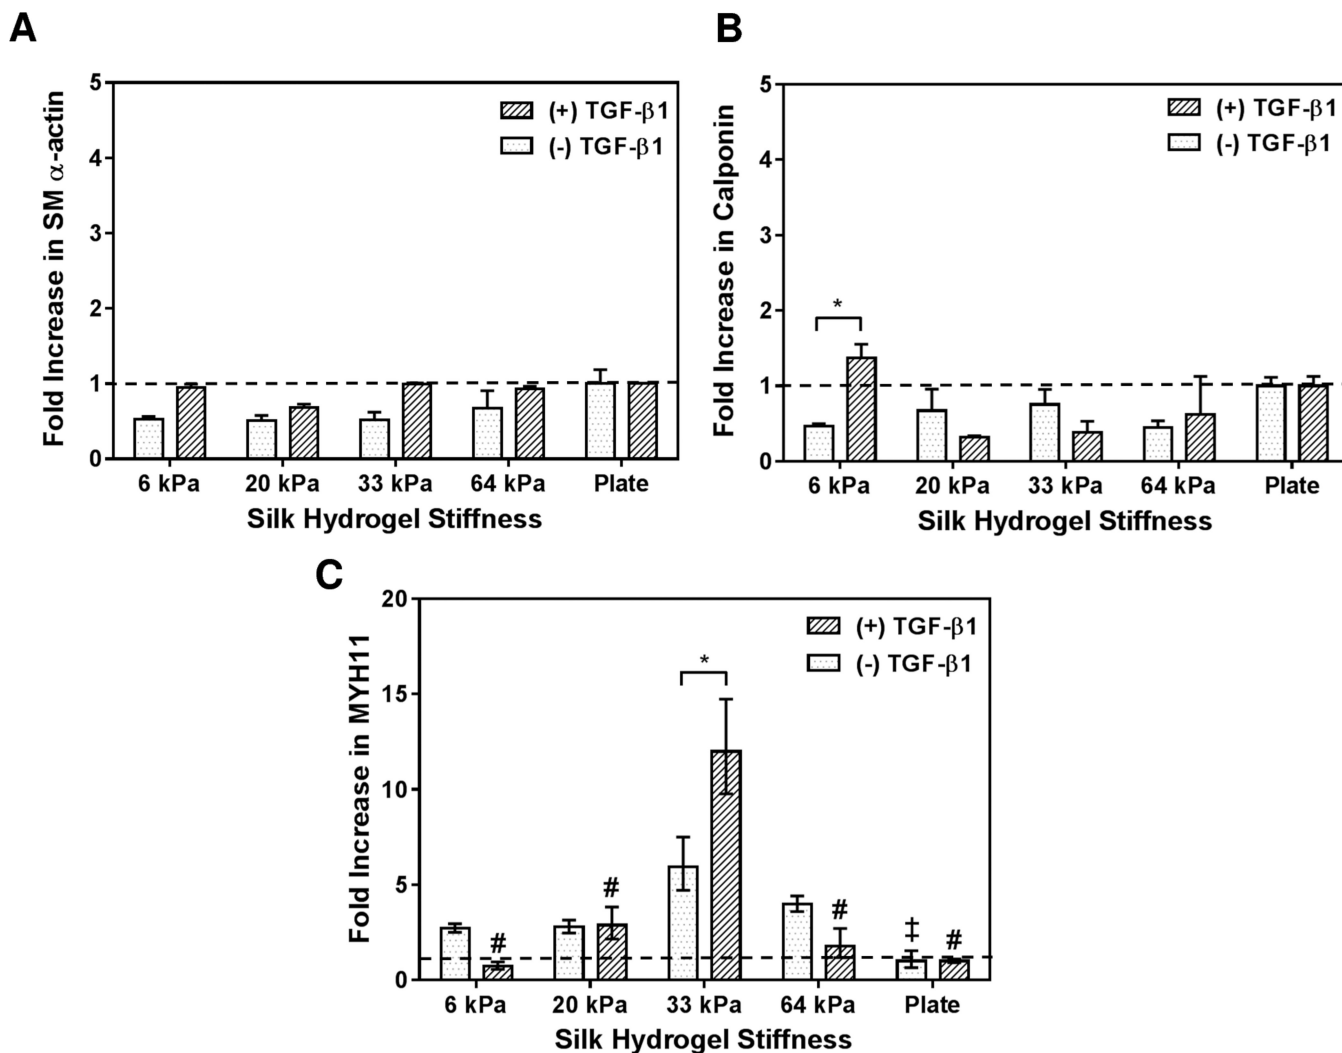 A
Fold Increase in SM α-actin
5
4
3
2
1
0
(+) TGF-β1
(-) TGF-β1
6 kPa 20 kPa 33 kPa 64 kPa Plate
Silk Hydrogel Stiffness
B
Fold Increase in Calponin
5
4
3
2
1
0
(+) TGF-β1
(-) TGF-β1
*
6 kPa 20 kPa 33 kPa 64 kPa Plate
Silk Hydrogel Stiffness
C
Fold Increase in MYH11
20
15
10
5
0
(+) TGF-β1
(-) TGF-β1
*
# # # ‡ #
6 kPa 20 kPa 33 kPa 64 kPa Plate
Silk Hydrogel Stiffness